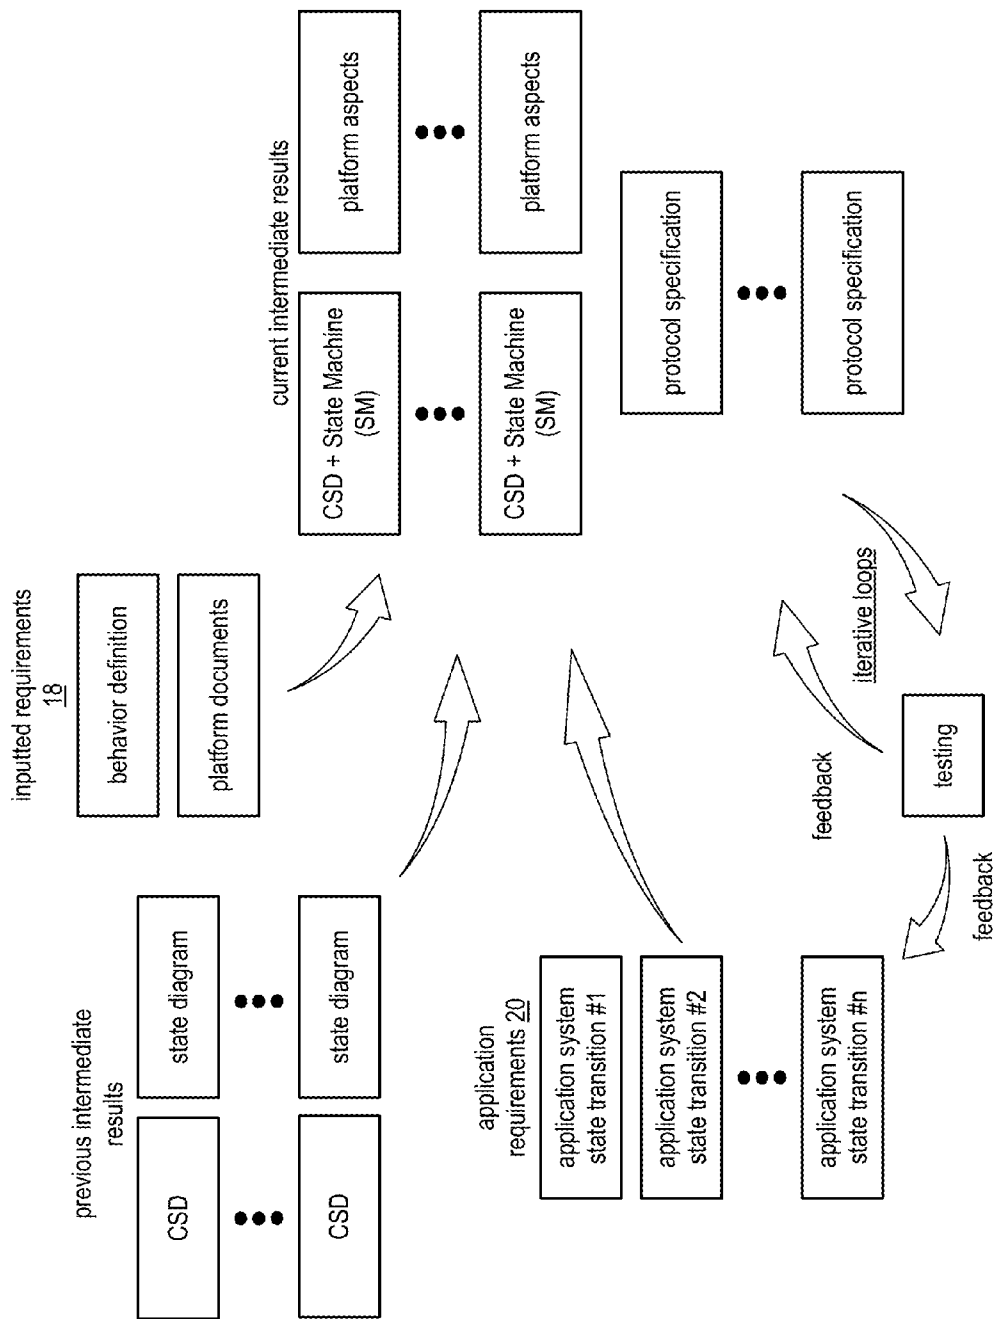 previous intermediate
results
CSD
CSD
state diagram
state diagram
inputted requirements
18
behavior definition
platform documents
current intermediate results
CSD + State Machine
(SM)
CSD + State Machine
(SM)
platform aspects
platform aspects
application
requirements 20
application system
state transition #1
application system
state transition #2
application system
state transition #n
feedback
feedback
testing
iterative loops
protocol specification
protocol specification